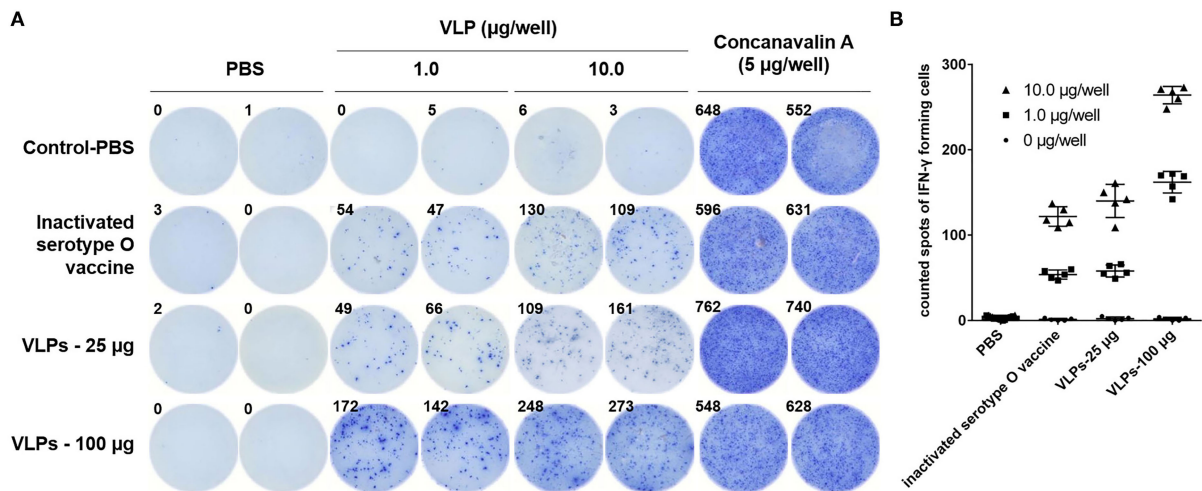 A
VLP (µg/well)
Concanavalin A
(5 µg/well)
PBS
1.0
10.0
0 1 0 5 6 3 648 552
Control-PBS
3 0 54 47 130 109 596 631
Inactivated
serotype O
vaccine
2 0 49 66 109 161 762 740
VLPs - 25 µg
0 0 172 142 248 273 548 628
VLPs - 100 µg
B
counted spots of IFN-γ forming cells
300
200
100
0
10.0 µg/well
1.0 µg/well
0 µg/well
PBS
inactivated serotype O vaccine
VLPs-25 µg
VLPs-100 µg